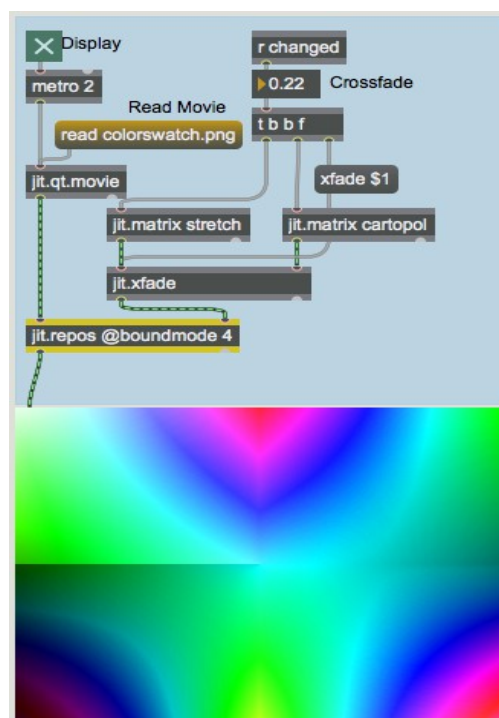 Display
r changed
metro 2
0.22
Crossfade
Read Movie
t b b f
read colorswatch.png
jit.qt.movie
xfade $1
jit.matrix stretch
jit.matrix cartopol
jit.xfade
jit.repos @boundmode 4